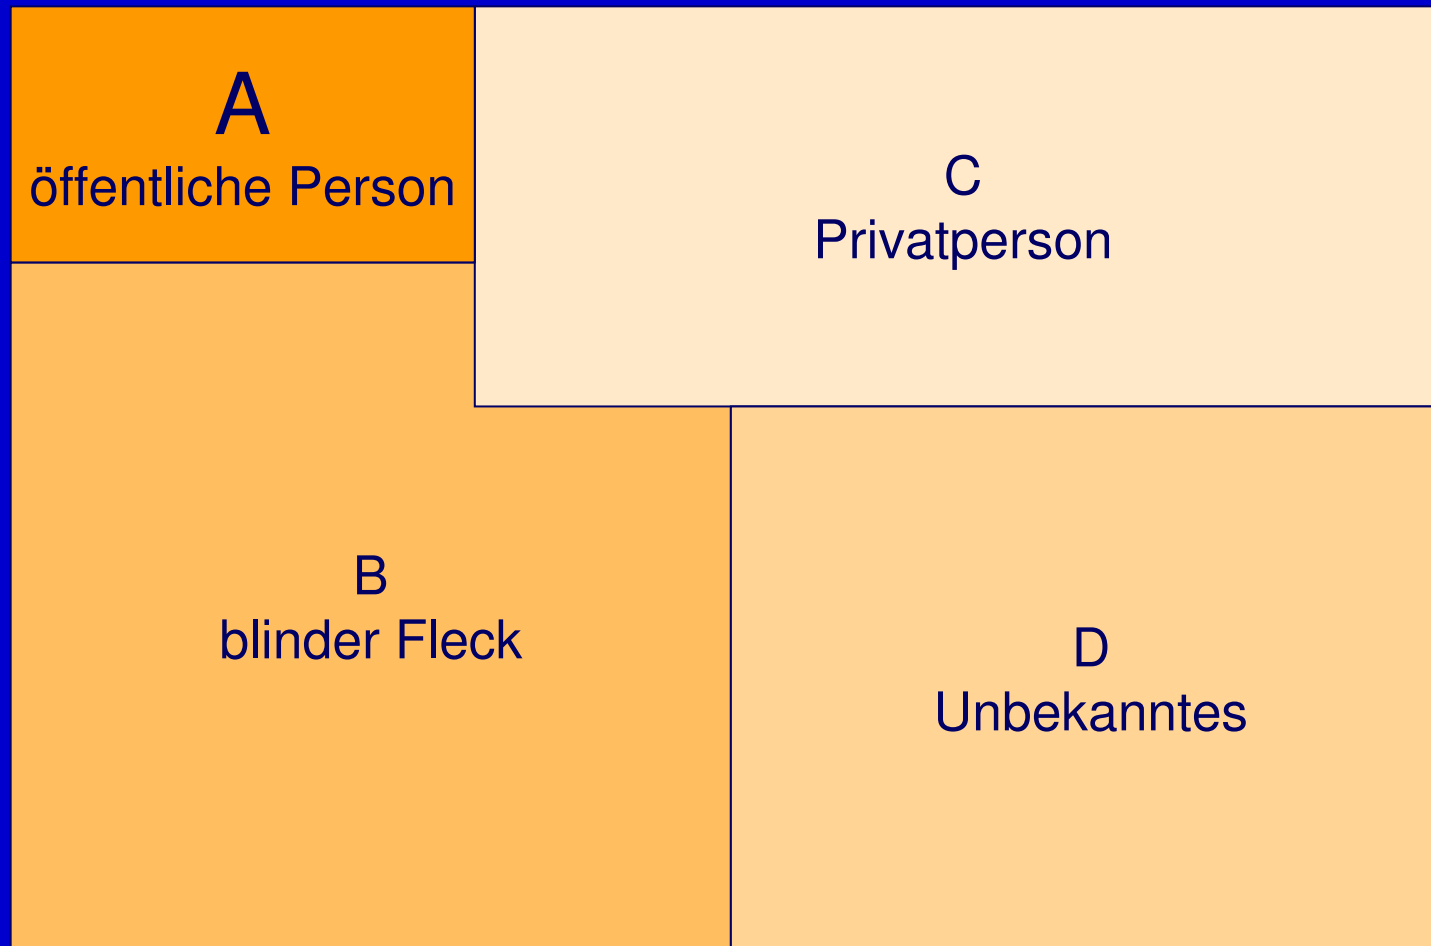 A
öffentliche Person
C
Privatperson
B
blinder Fleck
D
Unbekanntes